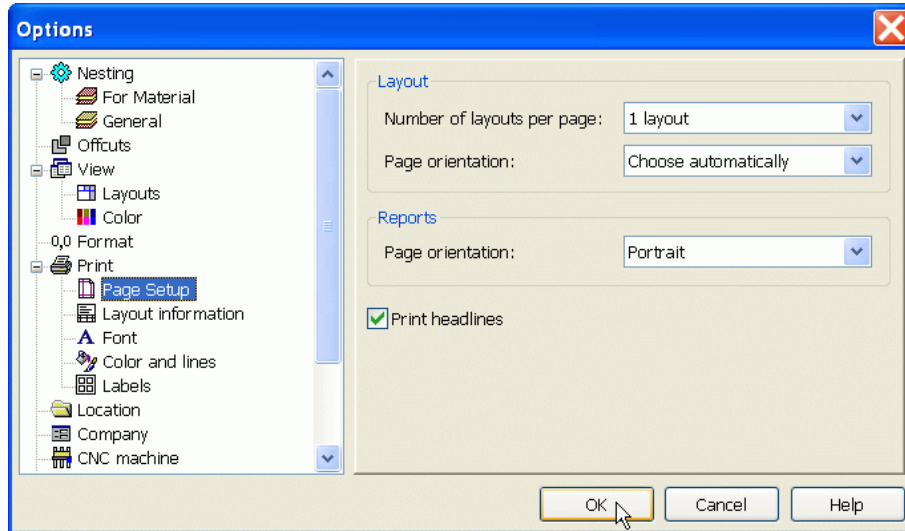 Options
Nesting
For Material
General
Offcuts
View
Layouts
Color
0,0 Format
Print
Page Setup
Layout information
A Font
Color and lines
Labels
Location
Company
CNC machine
Layout
Number of layouts per page: 1 layout
Page orientation: Choose automatically
Reports
Page orientation: Portrait
Print headlines
OK Cancel Help